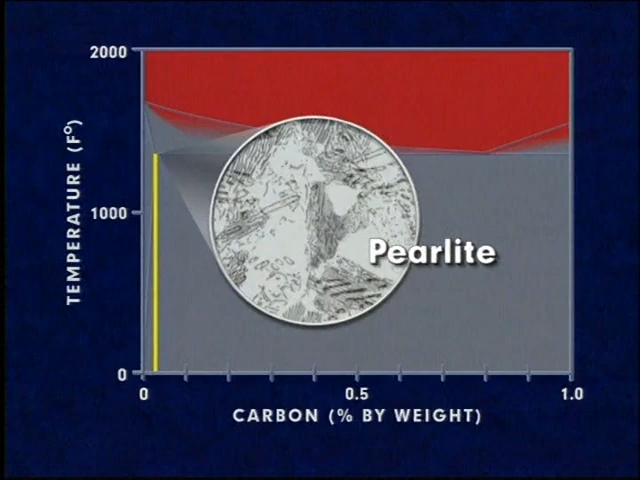 2000
TEMPERATURE (F°)
1000
Pearlite
0
0
0.5
1.0
CARBON (% BY WEIGHT)